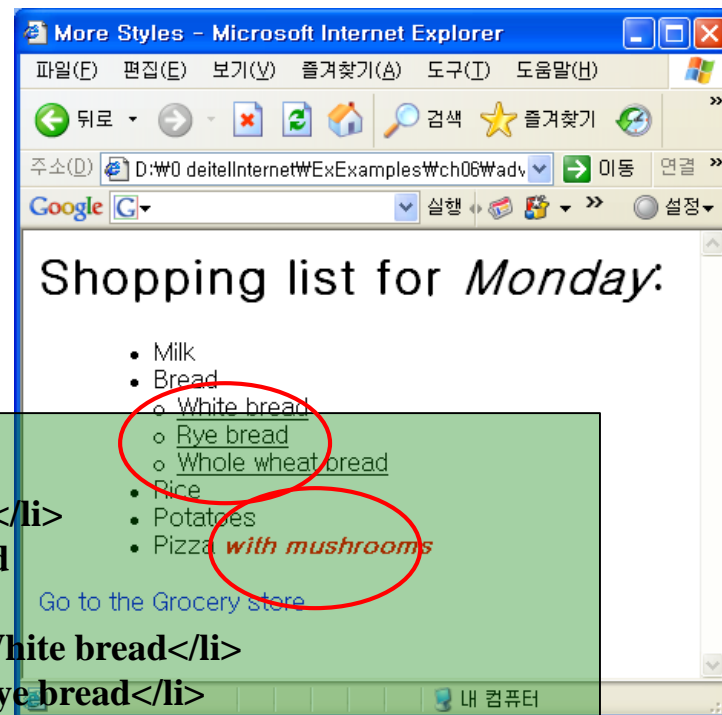 More Styles - Microsoft Internet Explorer
파일(F) 편집(E) 보기(V) 즐겨찾기(A) 도구(T) 도움말(H)
뒤로 검색 즐겨찾기 »
주소(D) D:₩0 deitelInternet₩ExExamples₩ch06₩adv 이동 연결 »
Google G 실행 » 설정
Shopping list for Monday:
Milk
Bread
White bread
Rye bread
Whole wheat bread
Rice
</li>
Potatoes
Pizza with mushrooms
Go to the Grocery store
hite bread</li>
ye bread</li>
내 컴퓨터